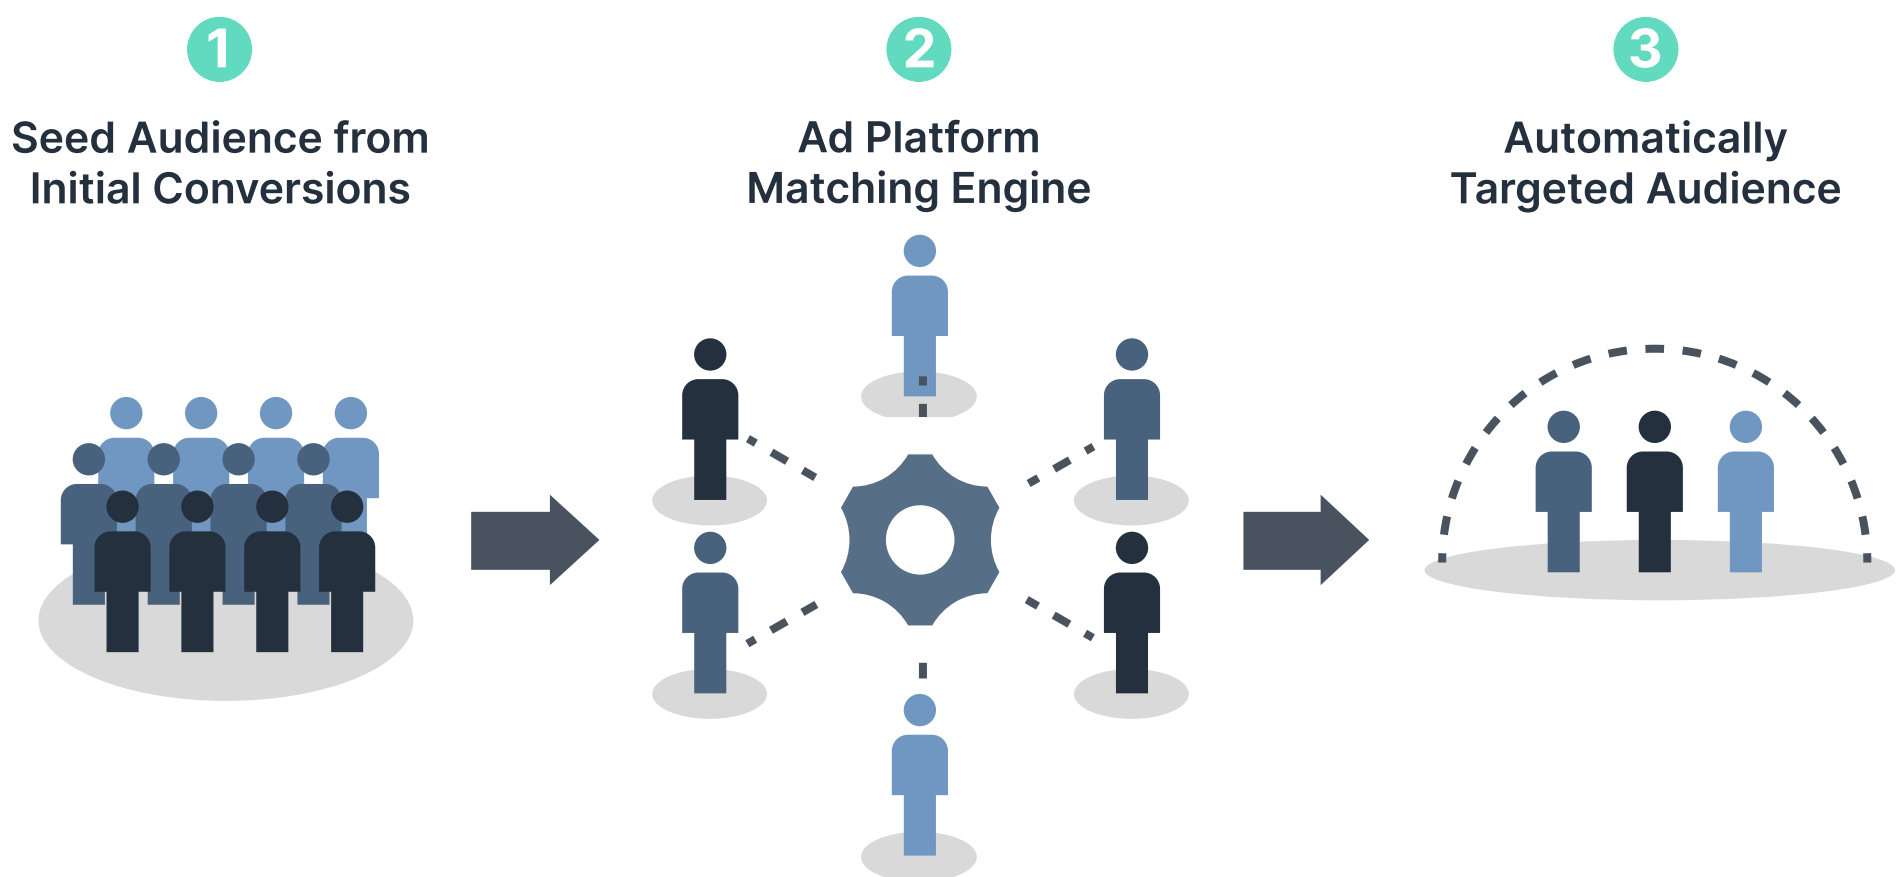 1
Seed Audience from
Initial Conversions
2
Ad Platform
Matching Engine
3
Automatically
Targeted Audience